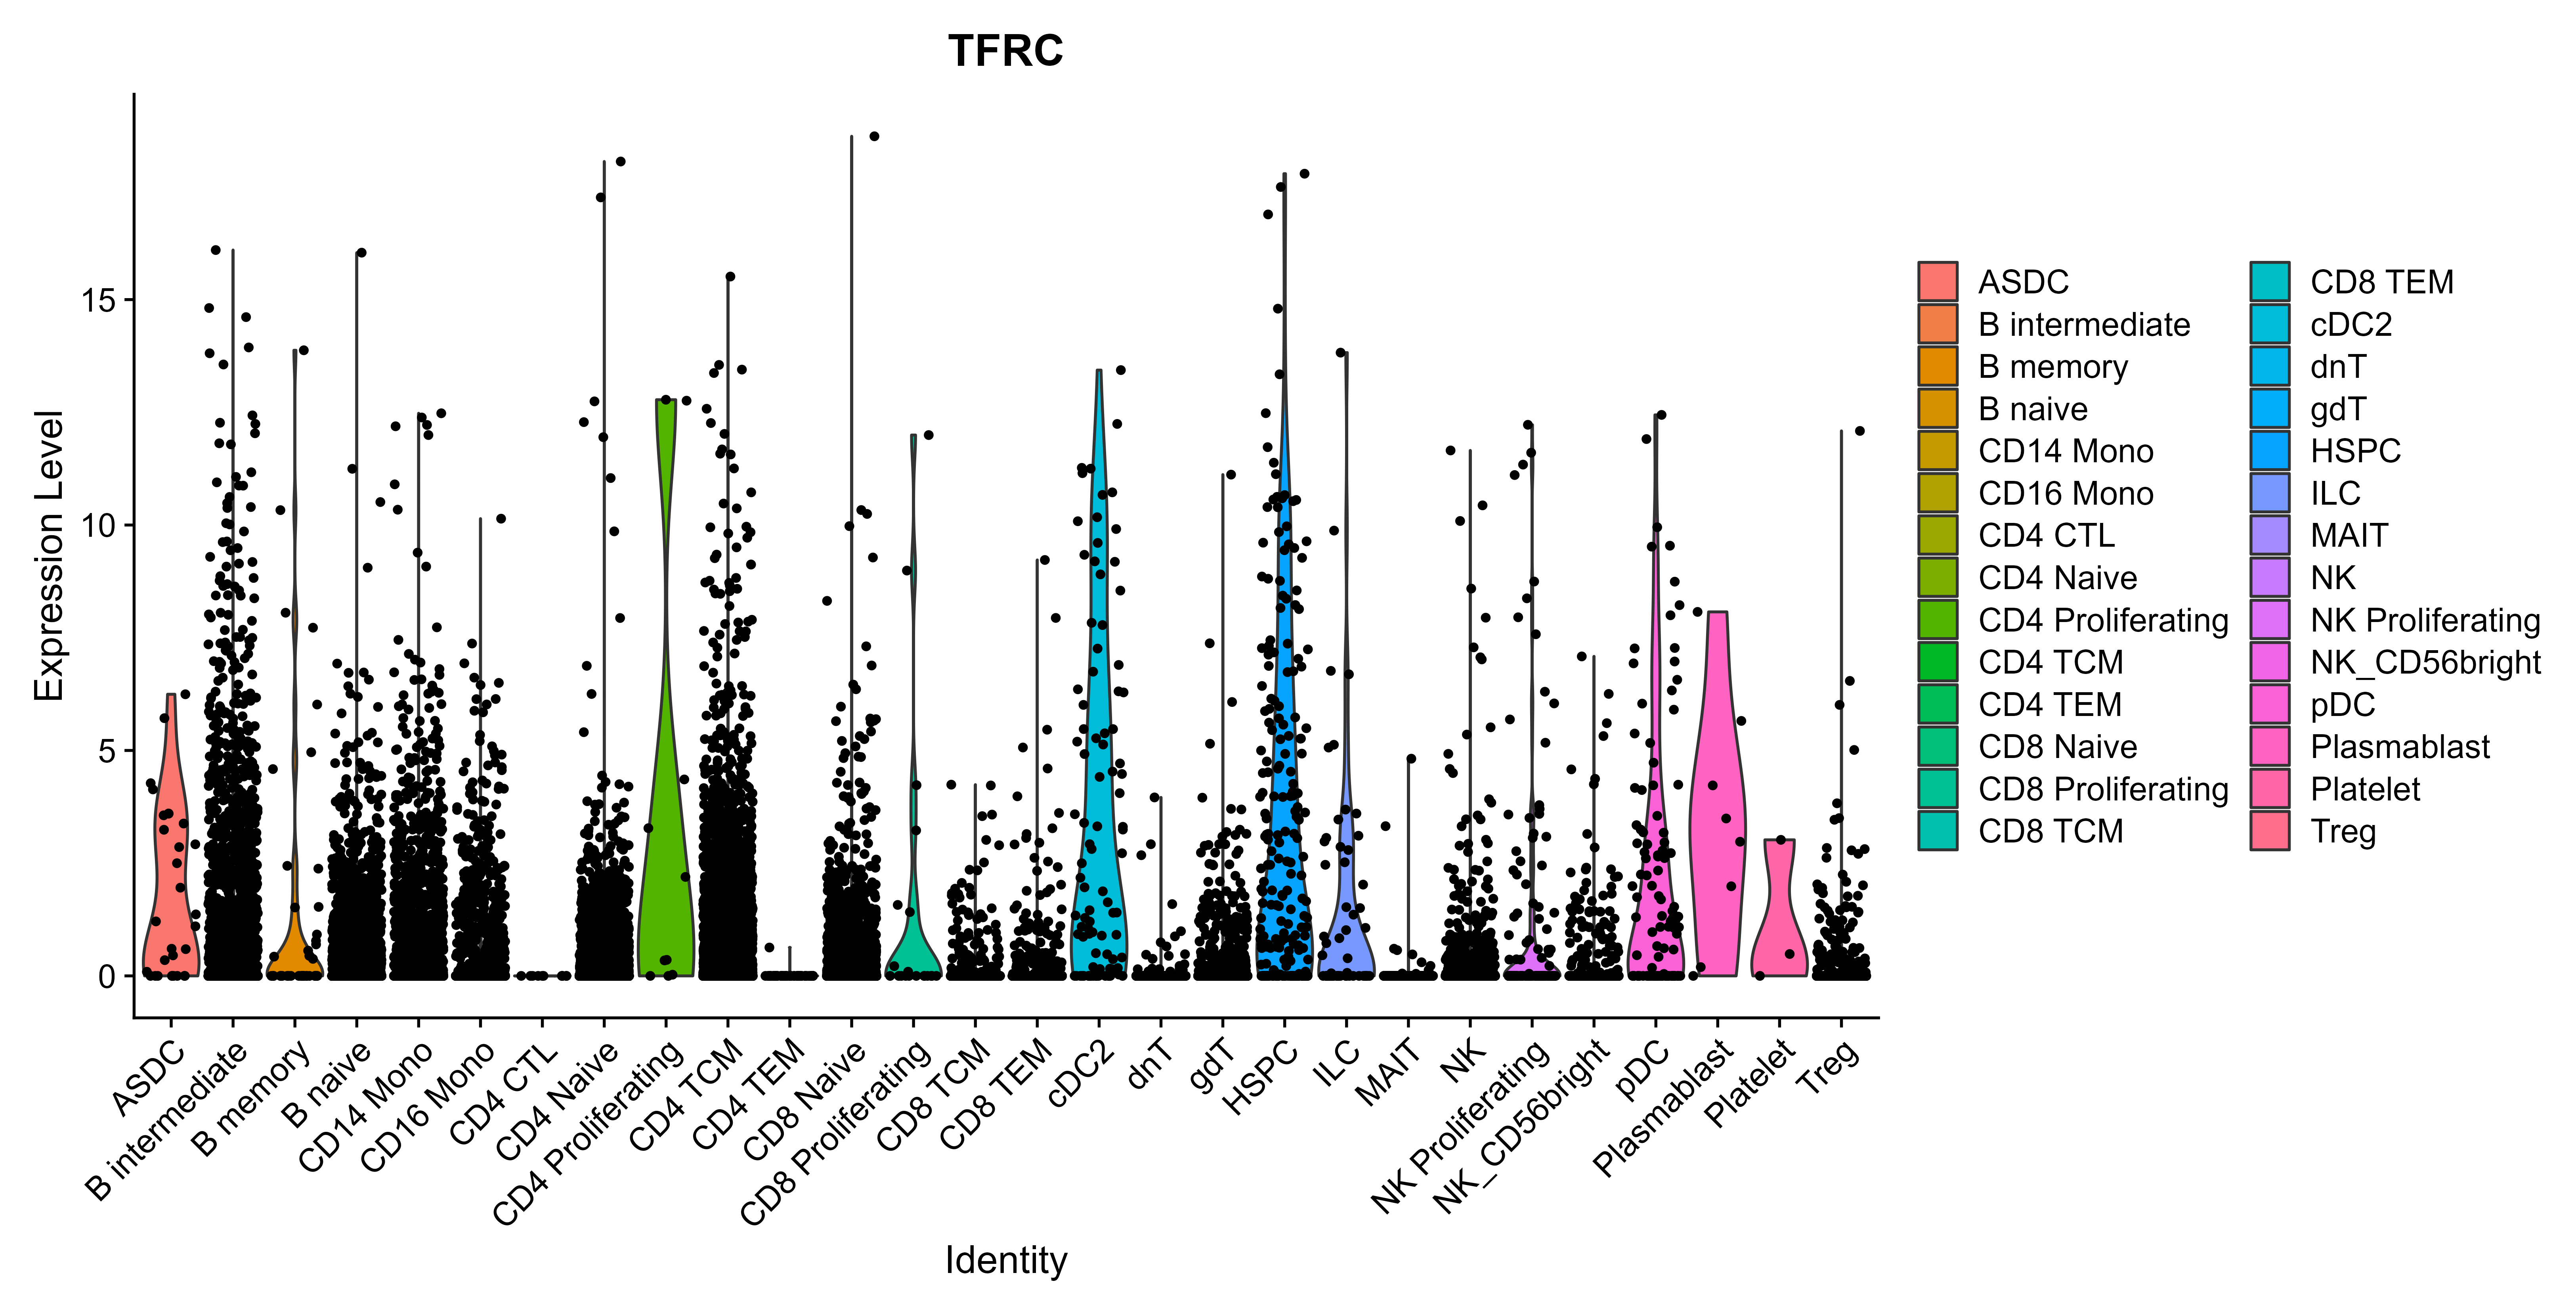 TFRC
Expression Level
15
10
5
0
ASDC
B intermediate
B memory
B naive
CD14 Mono
CD16 Mono
CD4 CTL
CD4 Naive
CD4 Proliferating
CD4 TCM
CD4 TEM
CD8 Naive
CD8 Proliferating
CD8 TCM
CD8 TEM
cDC2
dnT
gdT
HSPC
ILC
MAIT
NK
NK Proliferating
NK_CD56bright
pDC
Plasmablast
Platelet
Treg
Identity
ASDC
B intermediate
B memory
B naive
CD14 Mono
CD16 Mono
CD4 CTL
CD4 Naive
CD4 Proliferating
CD4 TCM
CD4 TEM
CD8 Naive
CD8 Proliferating
CD8 TCM
CD8 TEM
cDC2
dnT
gdT
HSPC
ILC
MAIT
NK
NK Proliferating
NK_CD56bright
pDC
Plasmablast
Platelet
Treg